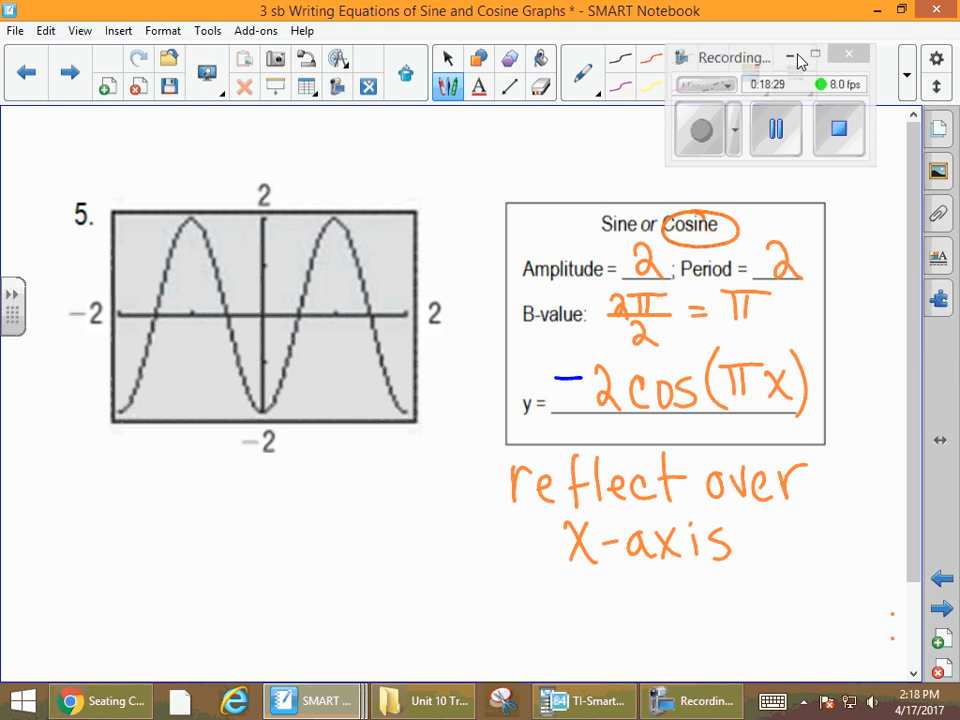 3 sb Writing Equations of Sine and Cosine Graphs * - SMART Notebook
File Edit View Insert Format Tools Add-ons Help
Recording...
0:18:29 8.0 fps
5.
2
-2 2
-2
Sine or Cosine
Amplitude = 2; Period = 2
B-value: 2π/2 = π
y = -2cos(πx)
reflect over
x-axis
Seating C... SMART ... Unit 10 Tr... TI-Smart... Recording...
2:18 PM
4/17/2017